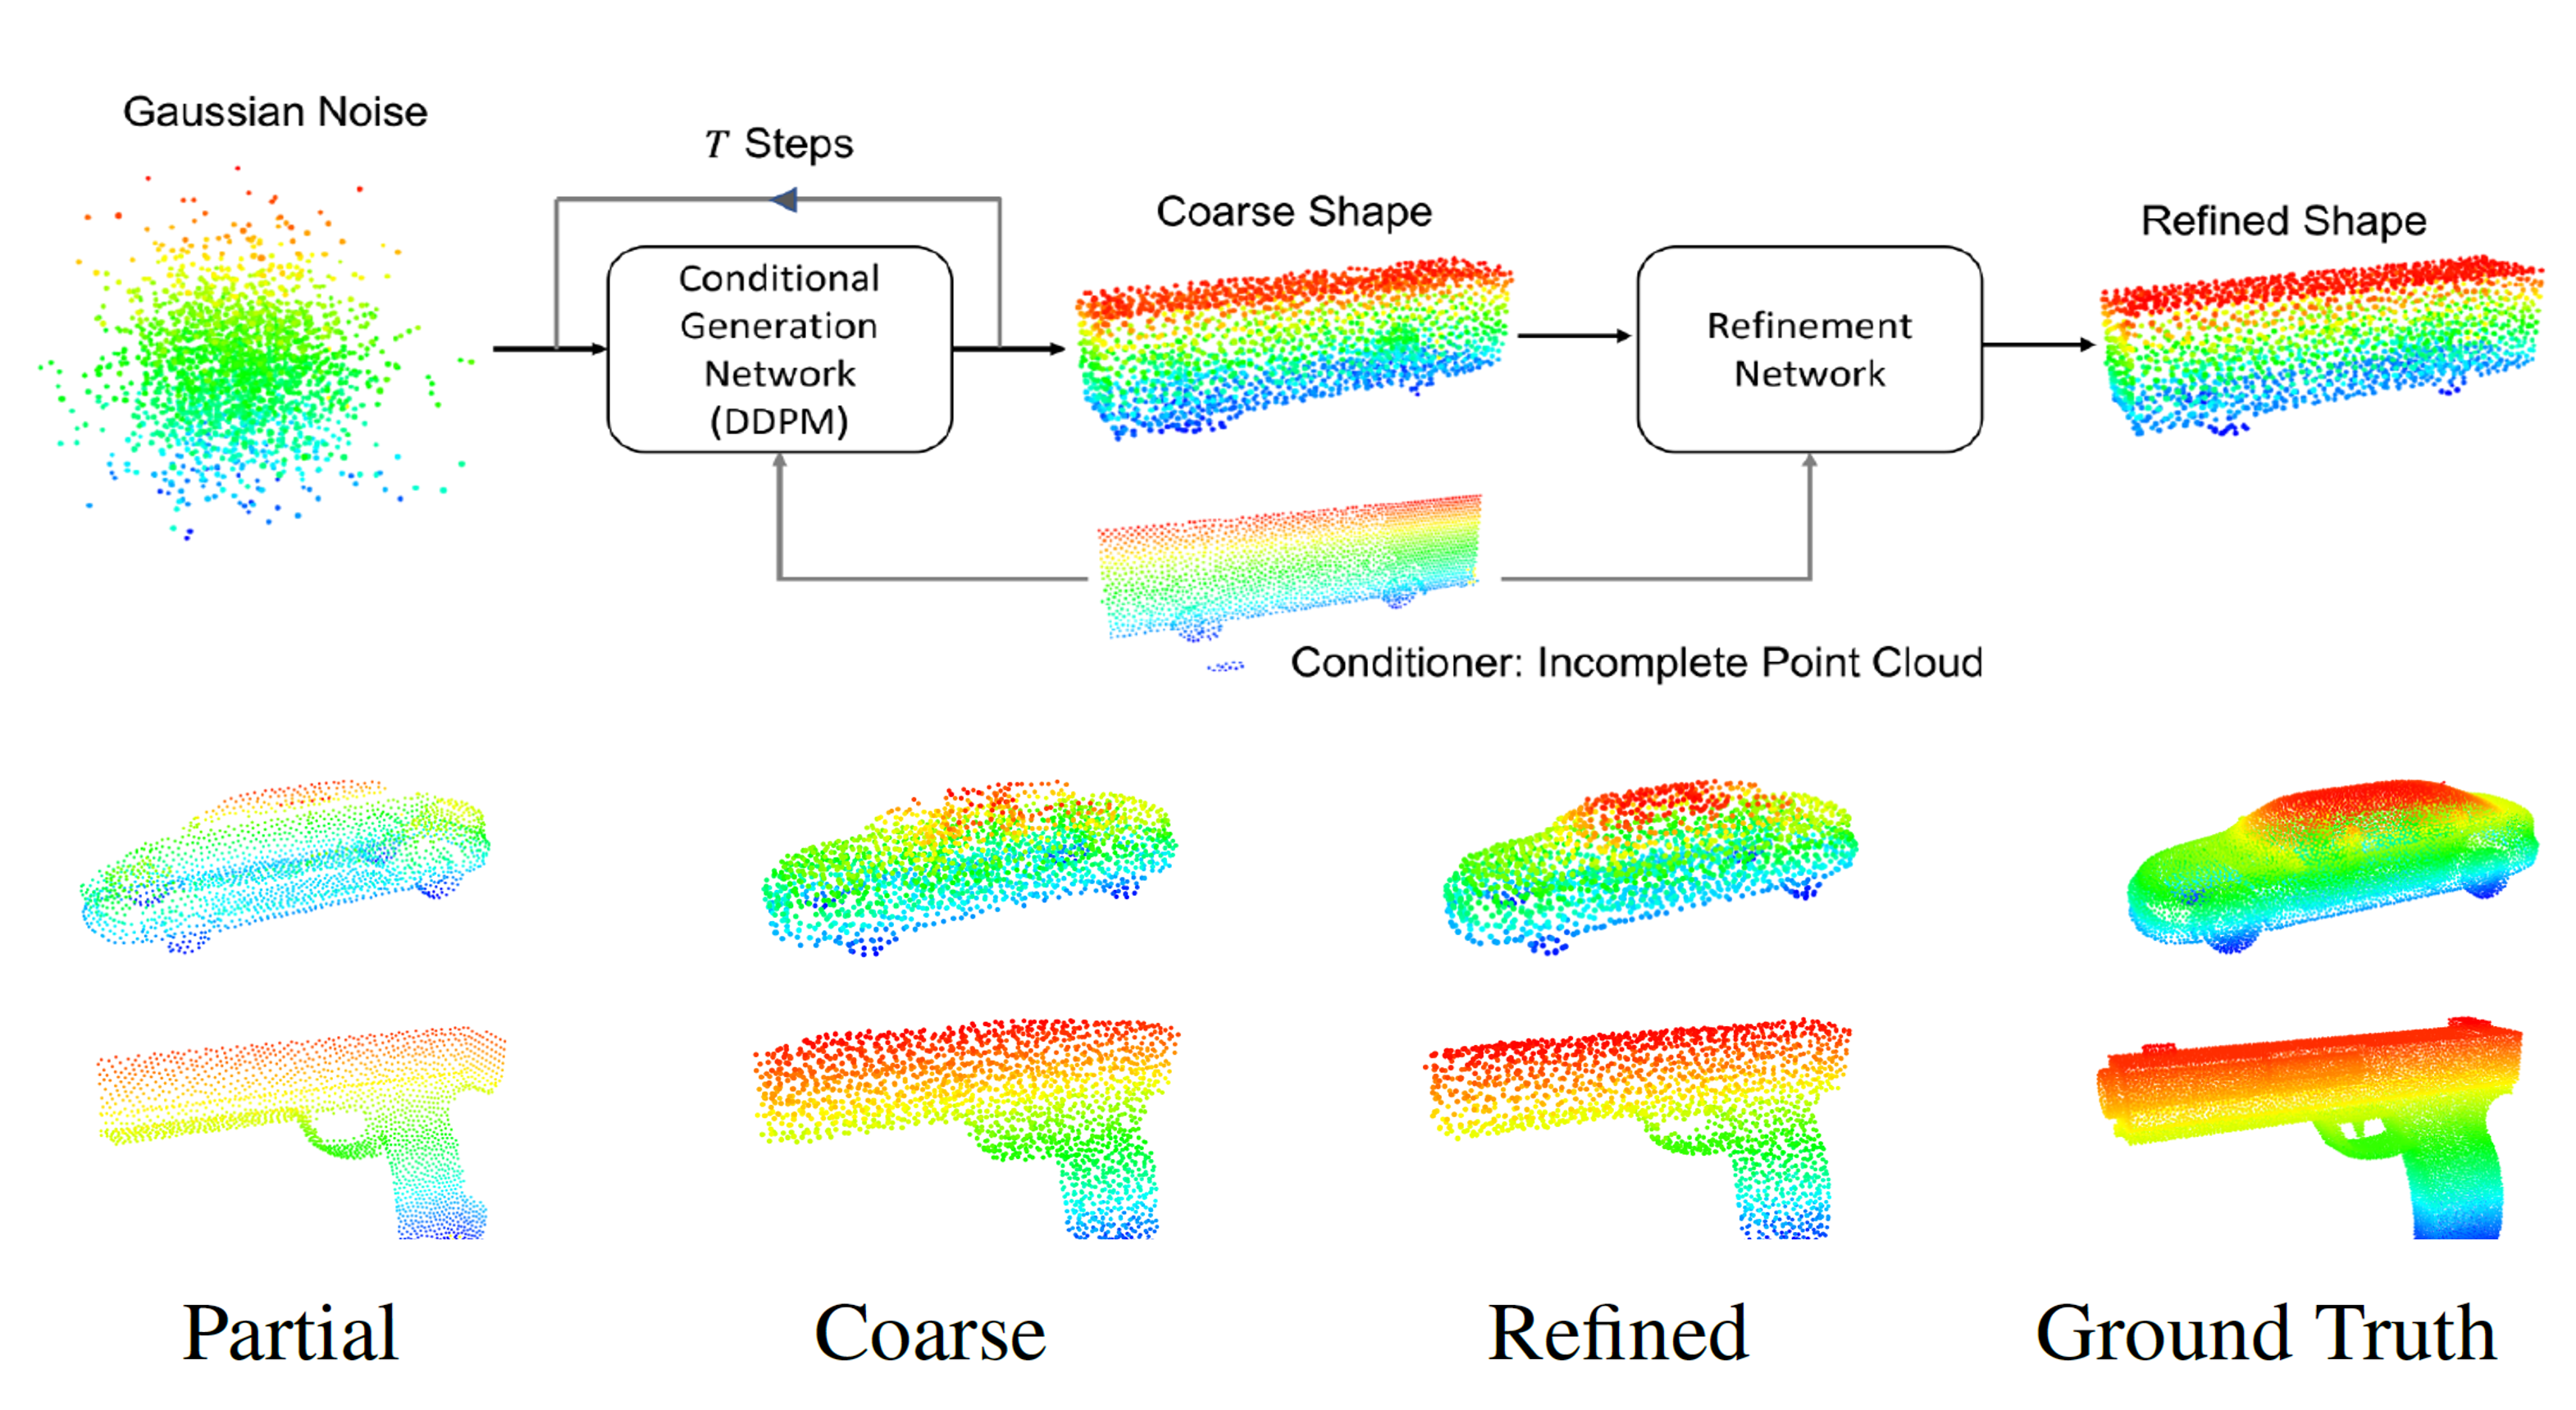 Gaussian Noise
T Steps
Coarse Shape
Refined Shape
Conditional
Generation
Network
(DDPM)
Refinement
Network
Conditioner: Incomplete Point Cloud
Partial
Coarse
Refined
Ground Truth